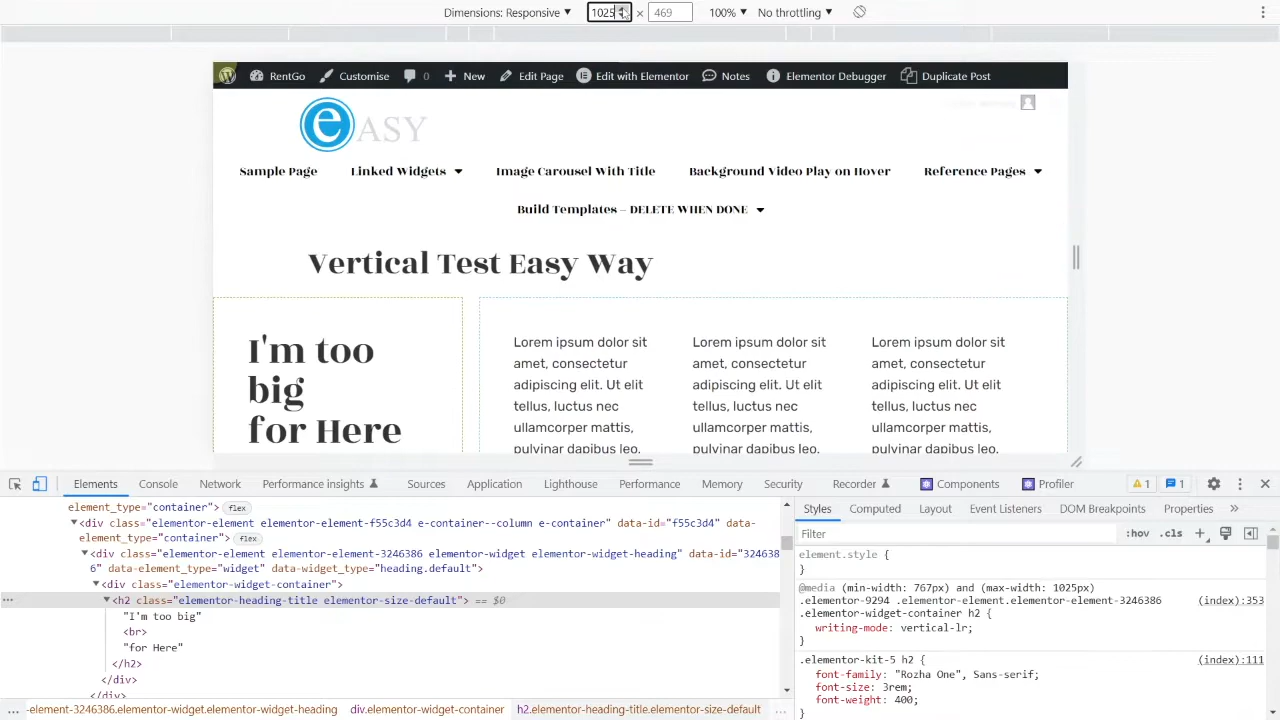 Dimensions: Responsive 1025 × 469 100% No throttling
RentGo Customise 0 New Edit Page Edit with Elementor Notes Elementor Debugger Duplicate Post
eASY
Sample Page Linked Widgets Image Carousel With Title Background Video Play on Hover Reference Pages
Build Templates – DELETE WHEN DONE
Vertical Test Easy Way
I'm too
big
for Here
Lorem ipsum dolor sit
amet, consectetur
adipiscing elit. Ut elit
tellus, luctus nec
ullamcorper mattis,
pulvinar dapibus leo.
Lorem ipsum dolor sit
amet, consectetur
adipiscing elit. Ut elit
tellus, luctus nec
ullamcorper mattis,
pulvinar dapibus leo.
Lorem ipsum dolor sit
amet, consectetur
adipiscing elit. Ut elit
tellus, luctus nec
ullamcorper mattis,
pulvinar dapibus leo.
Elements Console Network Performance insights Sources Application Lighthouse Performance Memory Security Recorder Components Profiler 1 1
element_type="container"> flex
<div class="elementor-element elementor-element-f55c3d4 e-container--column e-container" data-id="f55c3d4" data-
element_type="container"> flex
<div class="elementor-element elementor-element-3246386 elementor-widget elementor-widget-heading" data-id="324638
6" data-element_type="widget" data-widget_type="heading.default">
<div class="elementor-widget-container">
<h2 class="elementor-heading-title elementor-size-default"> == $0
"I'm too big"
<br>
"for Here"
</h2>
</div>
</div>
... -element-3246386.elementor-widget.elementor-widget-heading div.elementor-widget-container h2.elementor-heading-title.elementor-size-default ...
Styles Computed Layout Event Listeners DOM Breakpoints Properties »
Filter :hov .cls +
element.style {
}
@media (min-width: 767px) and (max-width: 1025px)
.elementor-9294 .elementor-element.elementor-element-3246386 (index):353
.elementor-widget-container h2 {
writing-mode: vertical-lr;
}
.elementor-kit-5 h2 { (index):111
font-family: "Rozha One", Sans-serif;
font-size: 3rem;
font-weight: 400;
}